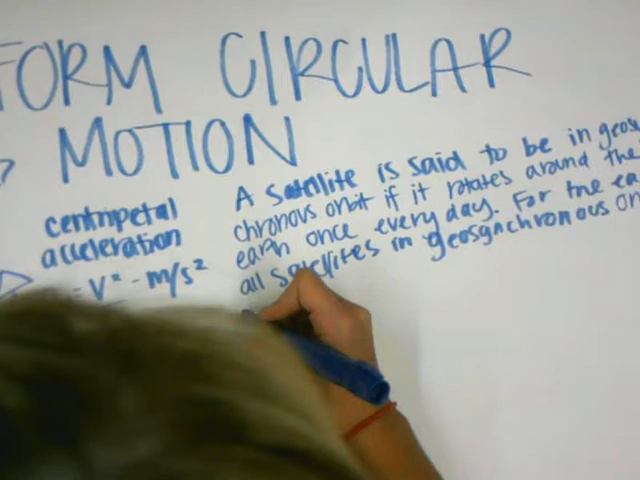 FORM CIRCULAR
MOTION
centripetal
acceleration
= V² - m/s²
A satellite is said to be in geos
chronous orbit if it rotates around the
earth once every day. For the ea
all satellites in geosynchronous or